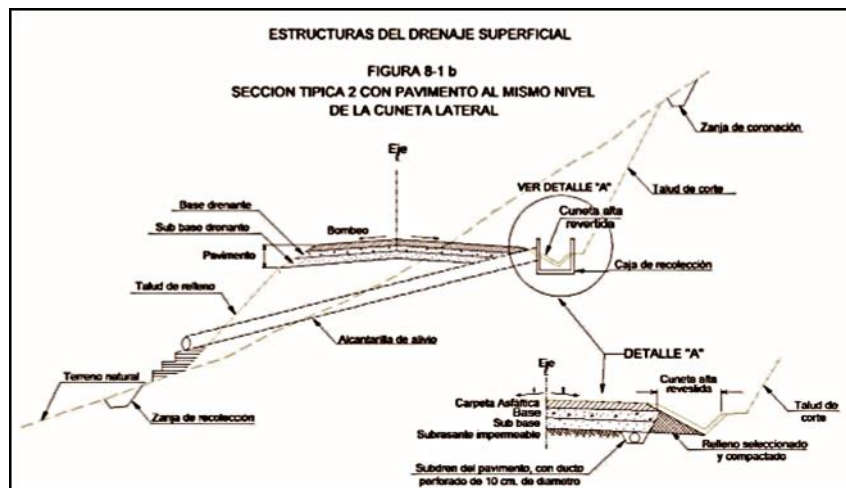 ESTRUCTURAS DEL DRENAJE SUPERFICIAL
FIGURA 8-1 b
SECCION TIPICA 2 CON PAVIMENTO AL MISMO NIVEL
DE LA CUNETA LATERAL
Zanja de coronación
Eje
VER DETALLE "A"
Talud de corte
Base drenante
Cuneta alta
revertida
Sub base drenante
Bombeo
Pavimento
Caja de recolección
Talud de relleno
Alcantarilla de alivio
DETALLE "A"
Eje
Terreno natural
Cuneta alta
revestida
Carpeta Asfaltica
Base
Talud de
corte
Zanja de recolección
Sub base
Subrasante impermeable
Relleno seleccionado
y compactado
Subdren del pavimento, con ducto
perforado de 10 cm. de diametro